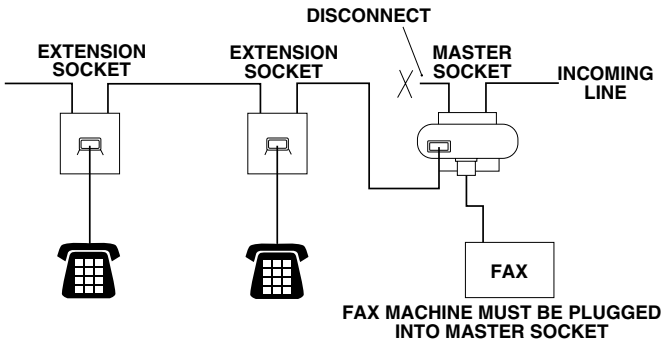 DISCONNECT
EXTENSION
SOCKET
EXTENSION
SOCKET
MASTER
SOCKET
INCOMING
LINE
FAX
FAX MACHINE MUST BE PLUGGED
INTO MASTER SOCKET